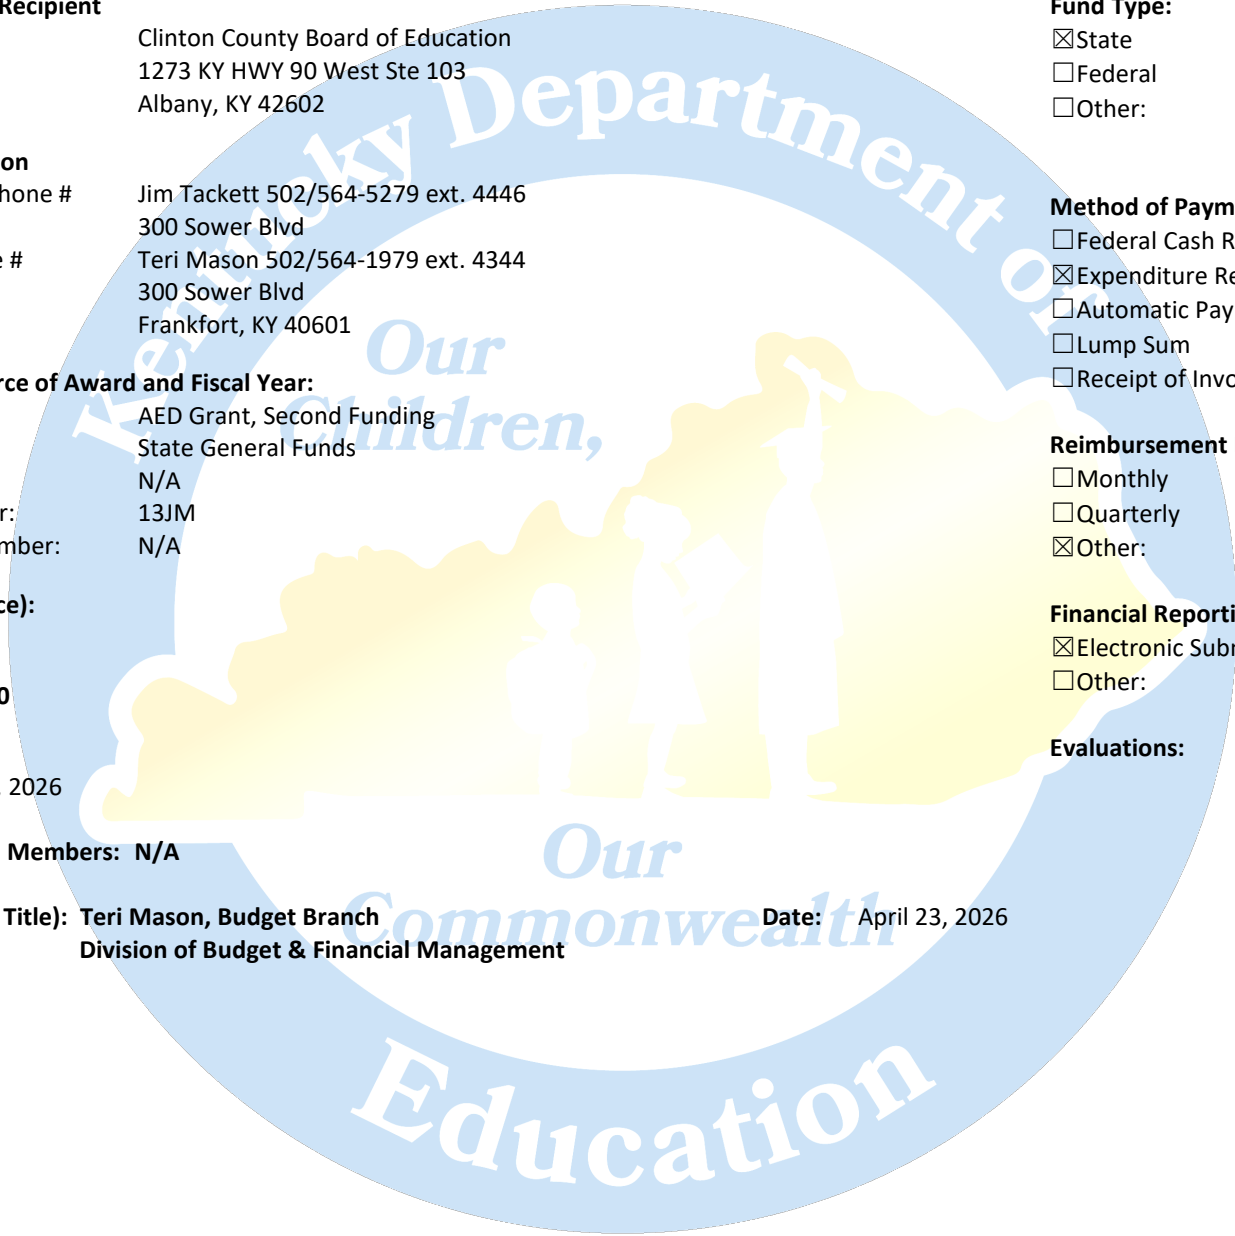 Recipient
Clinton County Board of Education
1273 KY HWY 90 West Ste 103
Albany, KY 42602
on
hone # Jim Tackett 502/564-5279 ext. 4446
300 Sower Blvd
e # Teri Mason 502/564-1979 ext. 4344
300 Sower Blvd
Frankfort, KY 40601
rce of Award and Fiscal Year:
AED Grant, Second Funding
State General Funds
N/A
r: 13JM
mber: N/A
ce):
0
, 2026
Members: N/A
Title): Teri Mason, Budget Branch Date: April 23, 2026
Division of Budget & Financial Management
Fund Type:
☒State
☐Federal
☐Other:
Method of Paym
☐Federal Cash R
☒Expenditure Re
☐Automatic Pay
☐Lump Sum
☐Receipt of Invo
Reimbursement
☐Monthly
☐Quarterly
☒Other:
Financial Reporti
☒Electronic Subr
☐Other:
Evaluations:
Kentucky Department of
Education
Our
Children,
Our
Commonwealth